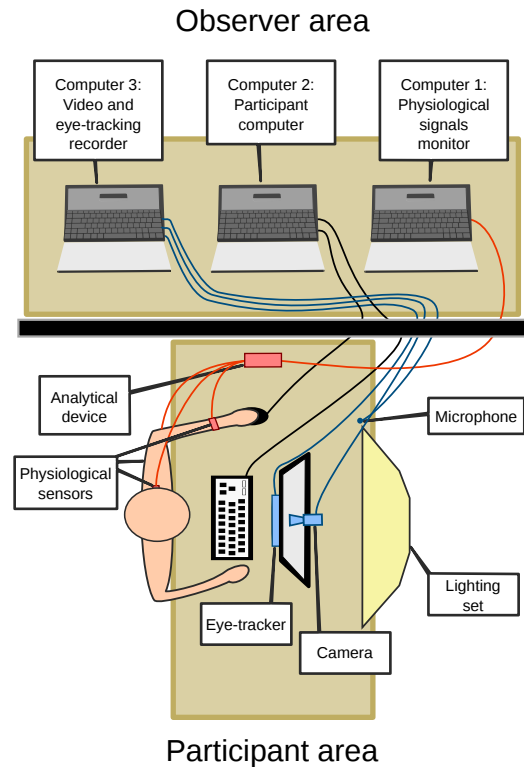 Observer area
Computer 3:
Video and
eye-tracking
recorder
Computer 2:
Participant
computer
Computer 1:
Physiological
signals
monitor
Analytical
device
Microphone
Physiological
sensors
Lighting
set
Eye-tracker
Camera
Participant area